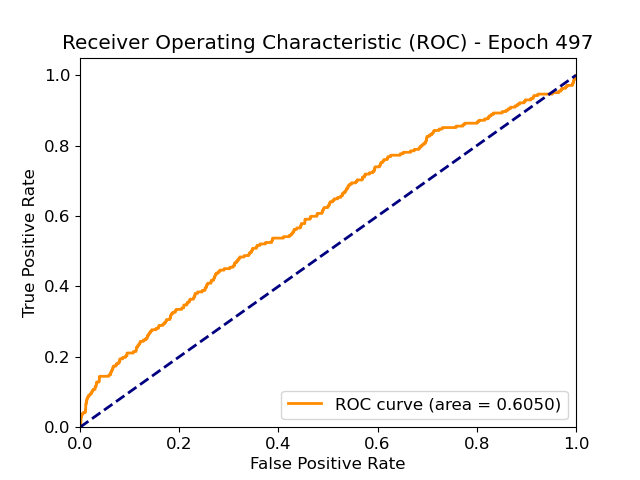 Receiver Operating Characteristic (ROC) - Epoch 497
True Positive Rate
1.0
0.8
0.6
0.4
0.2
0.0
ROC curve (area = 0.6050)
0.0 0.2 0.4 0.6 0.8 1.0
False Positive Rate